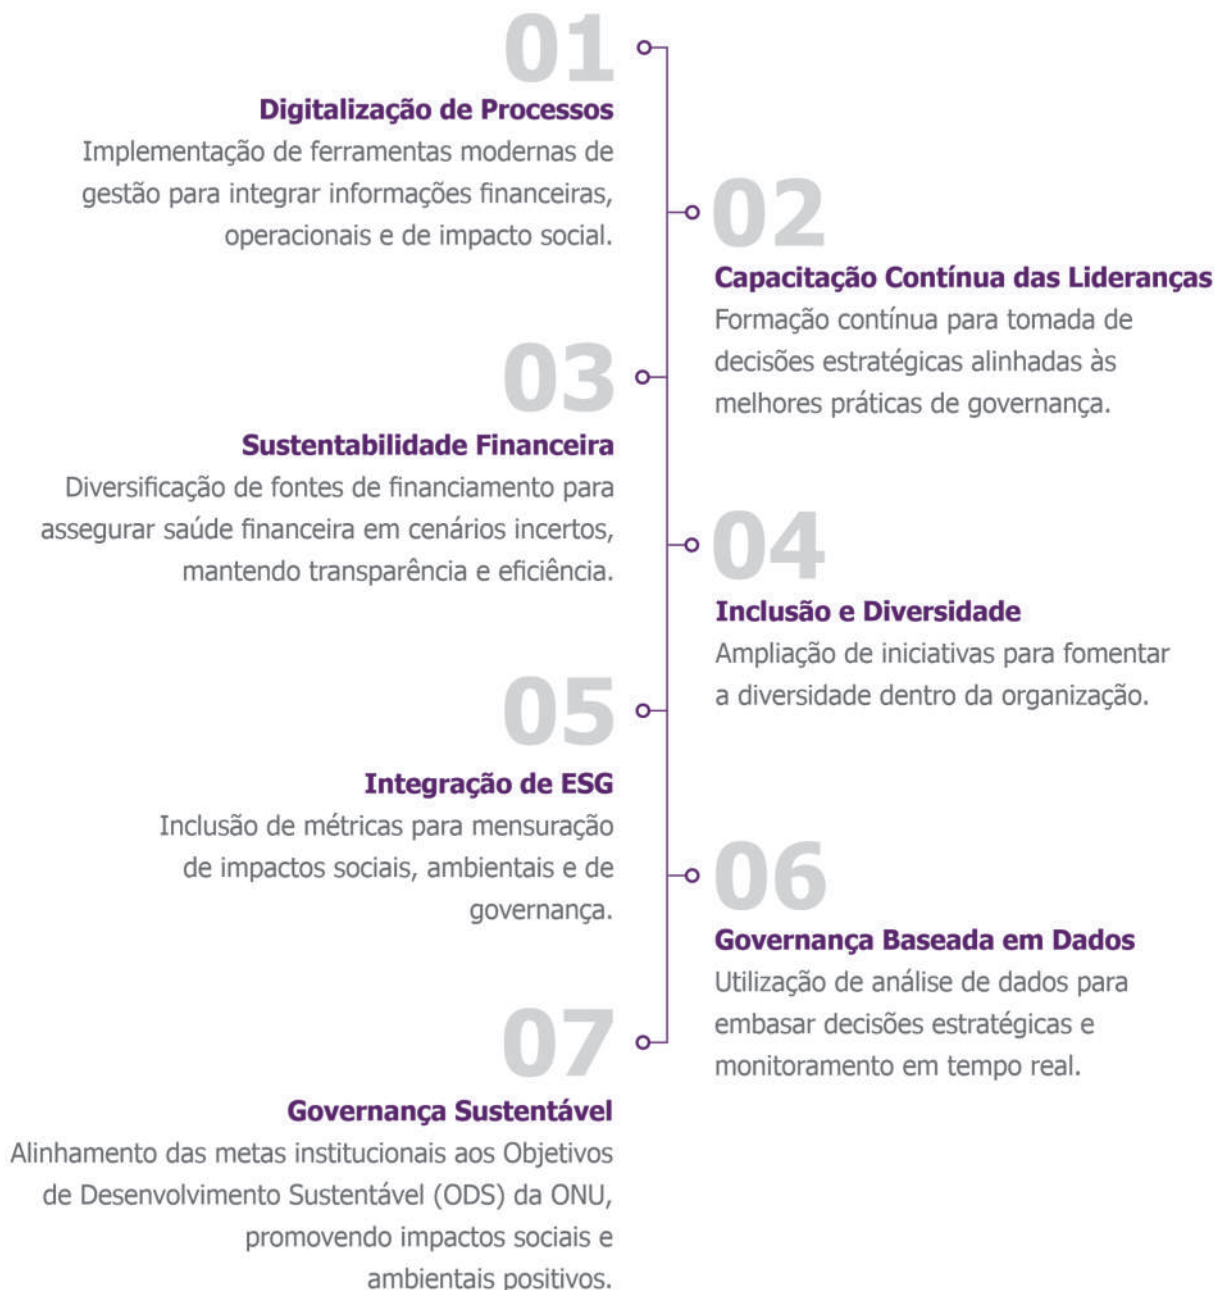 01
Digitalização de Processos
Implementação de ferramentas modernas de
gestão para integrar informações financeiras,
operacionais e de impacto social.
02
Capacitação Contínua das Lideranças
Formação contínua para tomada de
decisões estratégicas alinhadas às
melhores práticas de governança.
03
Sustentabilidade Financeira
Diversificação de fontes de financiamento para
assegurar saúde financeira em cenários incertos,
mantendo transparência e eficiência.
04
Inclusão e Diversidade
Ampliação de iniciativas para fomentar
a diversidade dentro da organização.
05
Integração de ESG
Inclusão de métricas para mensuração
de impactos sociais, ambientais e de
governança.
06
Governança Baseada em Dados
Utilização de análise de dados para
embasar decisões estratégicas e
monitoramento em tempo real.
07
Governança Sustentável
Alinhamento das metas institucionais aos Objetivos
de Desenvolvimento Sustentável (ODS) da ONU,
promovendo impactos sociais e
ambientais positivos.